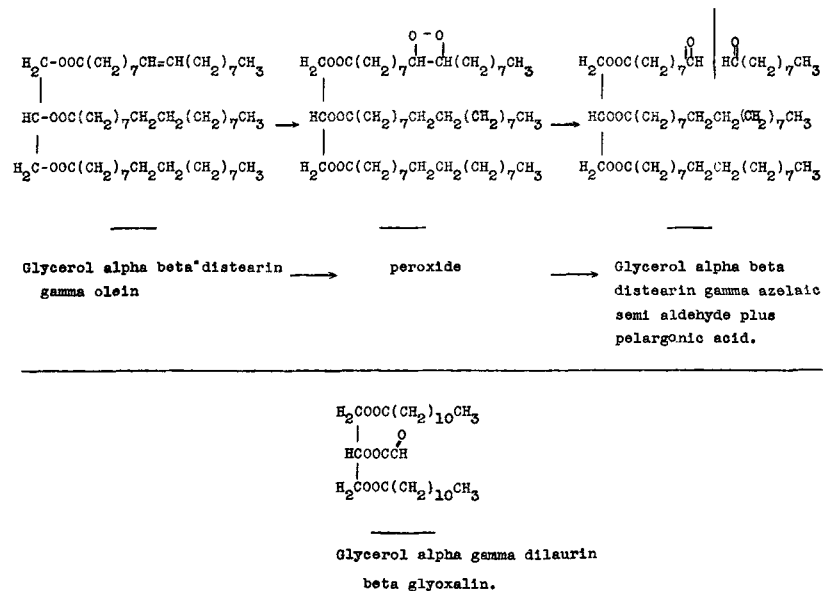 O - O
H2C-OOC(CH2)7CH=CH(CH2)7CH3
H2COOC(CH2)7CH-CH(CH2)7CH3
H2COOC(CH2)7CH HC(CH2)7CH3
O O
HC-OOC(CH2)7CH2CH2(CH2)7CH3
HCOOC(CH2)7CH2CH2(CH2)7CH3
HCOOC(CH2)7CH2CH2(CH2)7CH3
H2C-OOC(CH2)7CH2CH2(CH2)7CH3
H2COOC(CH2)7CH2CH2(CH2)7CH3
H2COOC(CH2)7CH2CH2(CH2)7CH3
Glycerol alpha beta distearin
gamma olein
peroxide
Glycerol alpha beta
distearin gamma azelaic
semi aldehyde plus
pelargonic acid.
H2COOC(CH2)10CH3
O
HCOOCCH
H2COOC(CH2)10CH3
Glycerol alpha gamma dilaurin
beta glyoxalin.